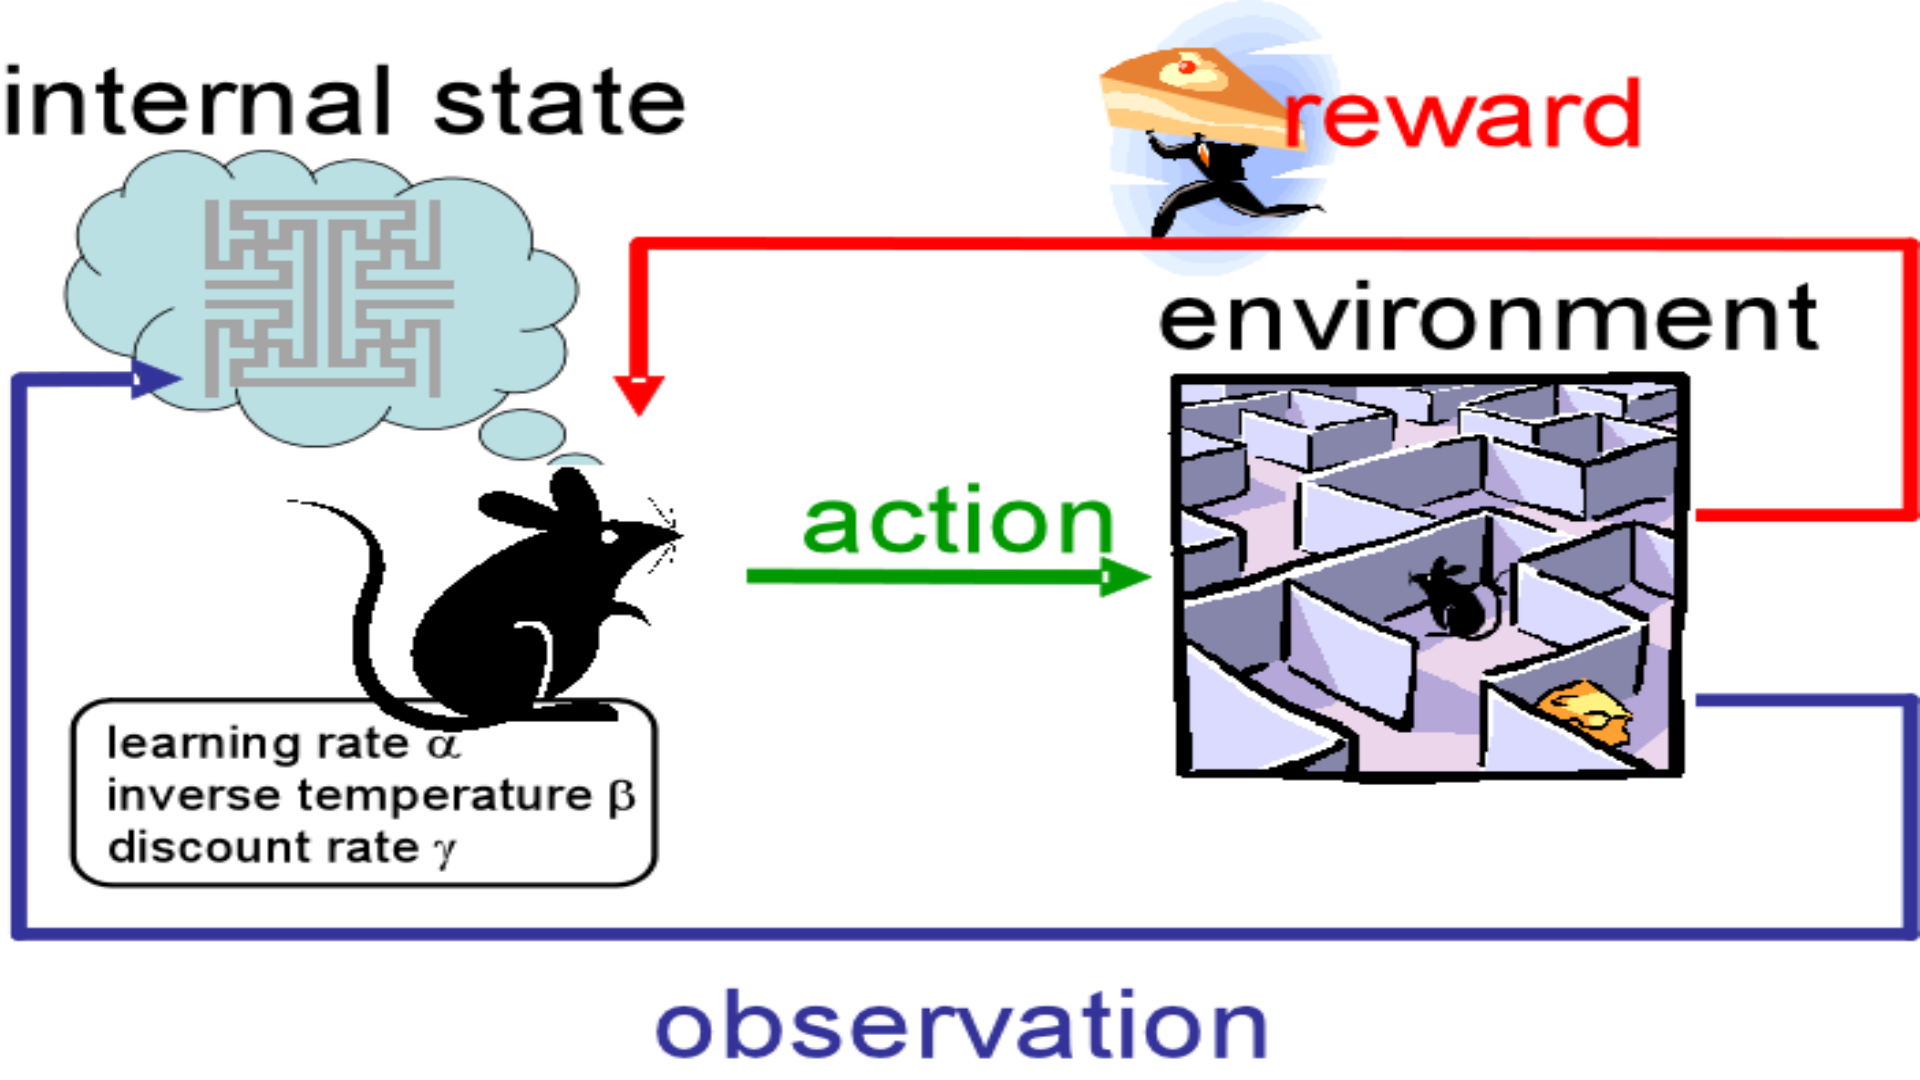 internal state
reward
environment
action
learning rate α
inverse temperature β
discount rate γ
observation